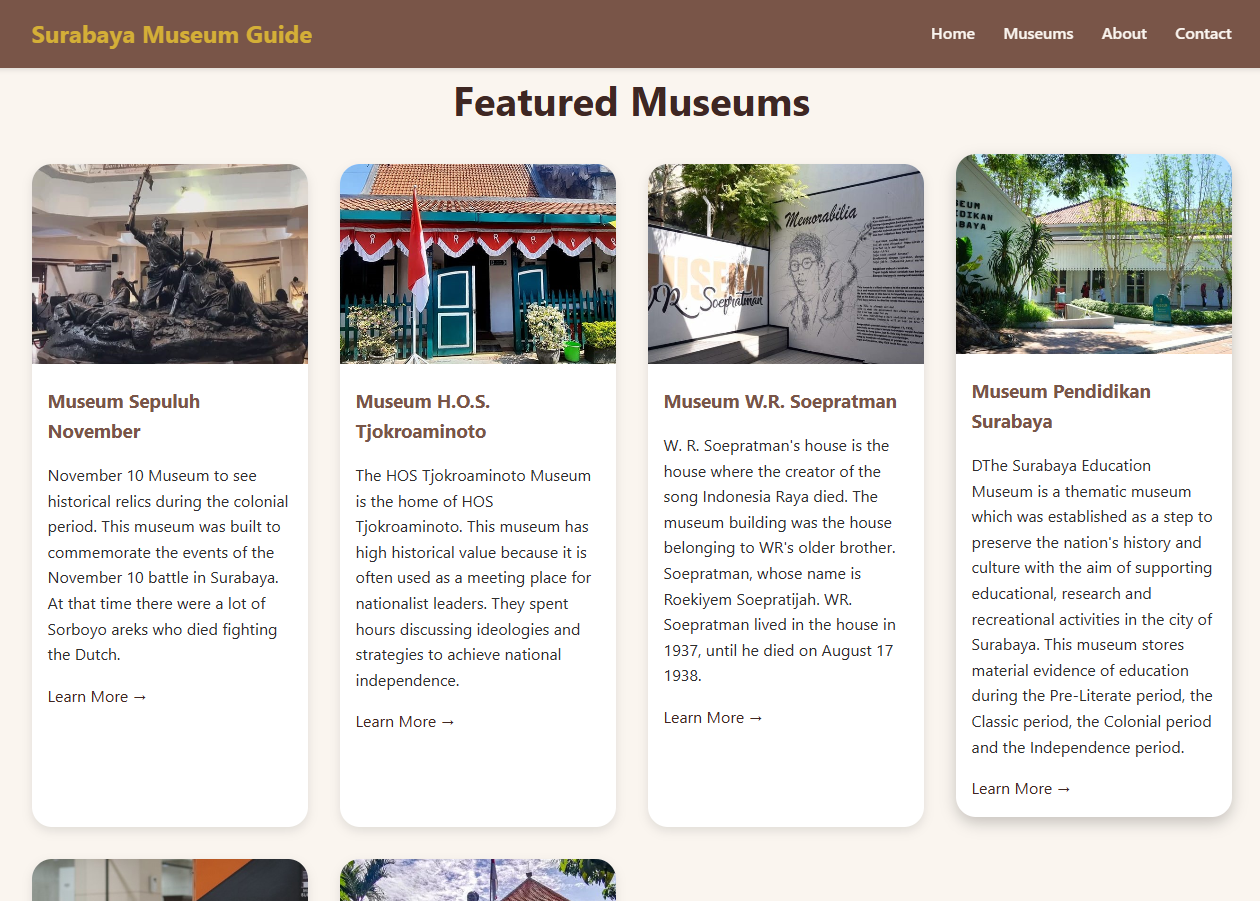 Surabaya Museum Guide
Home
Museums
About
Contact
Featured Museums
Memorabilia
MUSEUM
WR. Soepratman
Museum Sepuluh
November
November 10 Museum to see
historical relics during the colonial
period. This museum was built to
commemorate the events of the
November 10 battle in Surabaya.
At that time there were a lot of
Sorboyo areks who died fighting
the Dutch.
Learn More →
Museum H.O.S.
Tjokroaminoto
The HOS Tjokroaminoto Museum
is the home of HOS
Tjokroaminoto. This museum has
high historical value because it is
often used as a meeting place for
nationalist leaders. They spent
hours discussing ideologies and
strategies to achieve national
independence.
Learn More →
Museum W.R. Soepratman
W. R. Soepratman's house is the
house where the creator of the
song Indonesia Raya died. The
museum building was the house
belonging to WR's older brother.
Soepratman, whose name is
Roekiyem Soepratijah. WR.
Soepratman lived in the house in
1937, until he died on August 17
1938.
Learn More →
Museum Pendidikan
Surabaya
DThe Surabaya Education
Museum is a thematic museum
which was established as a step to
preserve the nation's history and
culture with the aim of supporting
educational, research and
recreational activities in the city of
Surabaya. This museum stores
material evidence of education
during the Pre-Literate period, the
Classic period, the Colonial period
and the Independence period.
Learn More →